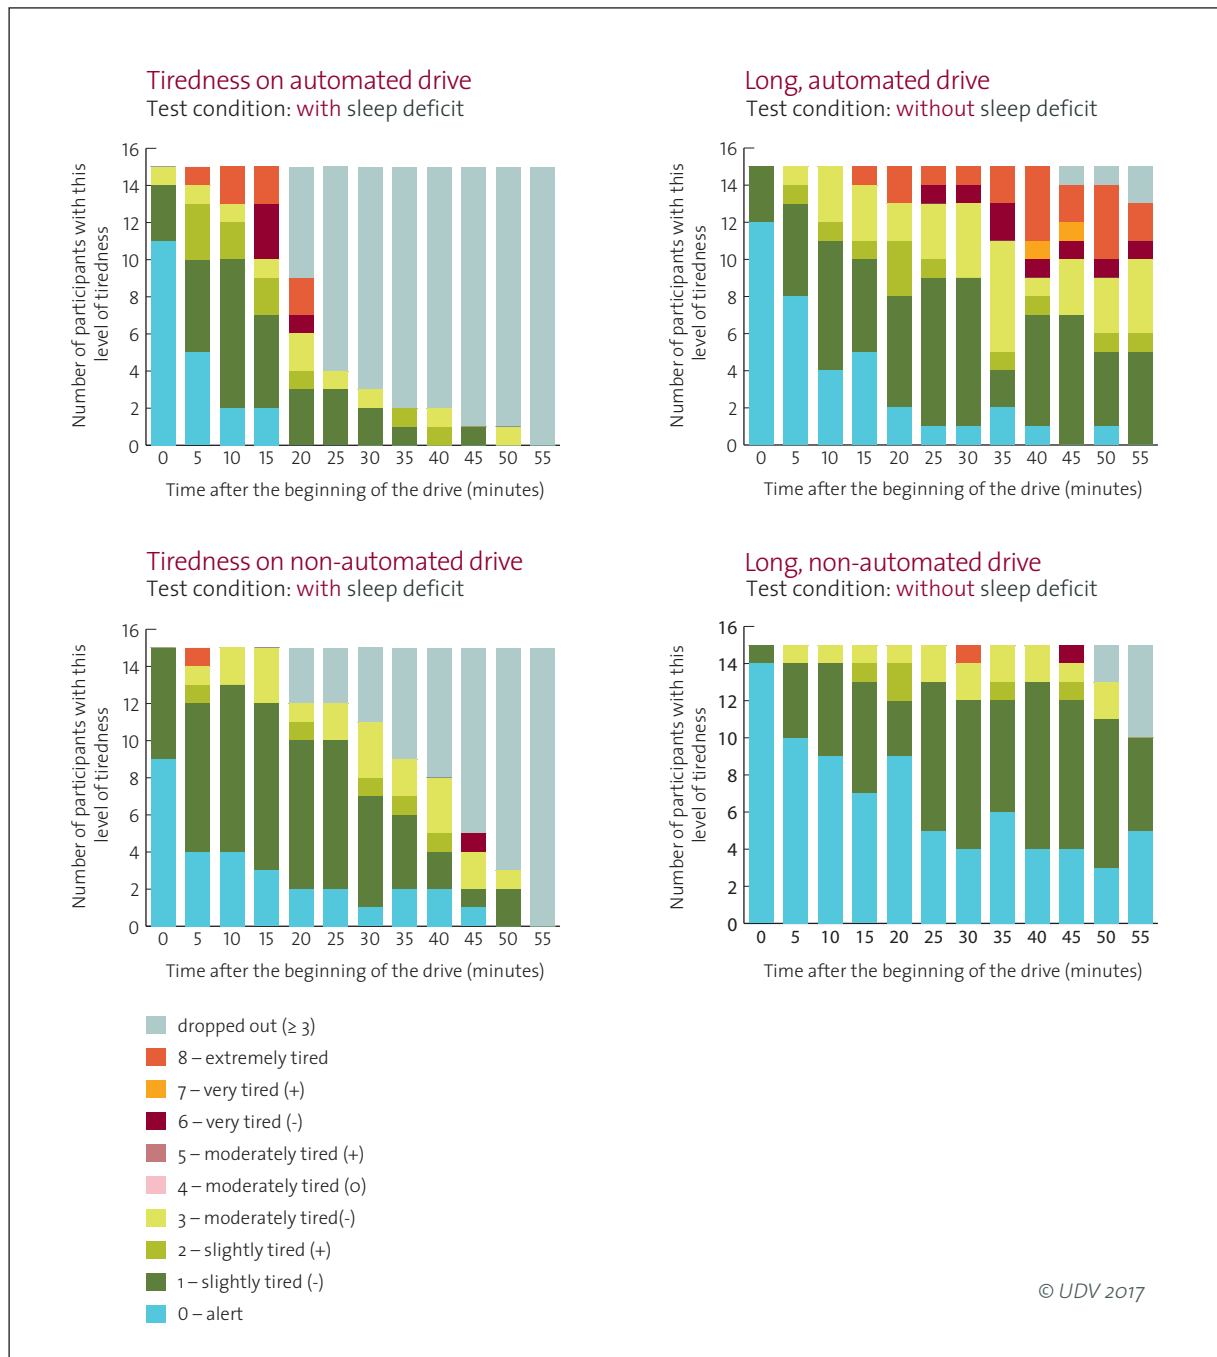 Tiredness on automated drive
Test condition: with sleep deficit
Number of participants with this
level of tiredness
16
14
12
10
8
6
4
2
0
0 5 10 15 20 25 30 35 40 45 50 55
Time after the beginning of the drive (minutes)
Long, automated drive
Test condition: without sleep deficit
Number of participants with this
level of tiredness
16
14
12
10
8
6
4
2
0
0 5 10 15 20 25 30 35 40 45 50 55
Time after the beginning of the drive (minutes)
Tiredness on non-automated drive
Test condition: with sleep deficit
Number of participants with this
level of tiredness
16
14
12
10
8
6
4
2
0
0 5 10 15 20 25 30 35 40 45 50 55
Time after the beginning of the drive (minutes)
Long, non-automated drive
Test condition: without sleep deficit
Number of participants with this
level of tiredness
16
14
12
10
8
6
4
2
0
0 5 10 15 20 25 30 35 40 45 50 55
Time after the beginning of the drive (minutes)
dropped out (≥ 3)
8 – extremely tired
7 – very tired (+)
6 – very tired (-)
5 – moderately tired (+)
4 – moderately tired (0)
3 – moderately tired(-)
2 – slightly tired (+)
1 – slightly tired (-)
0 – alert
© UDV 2017